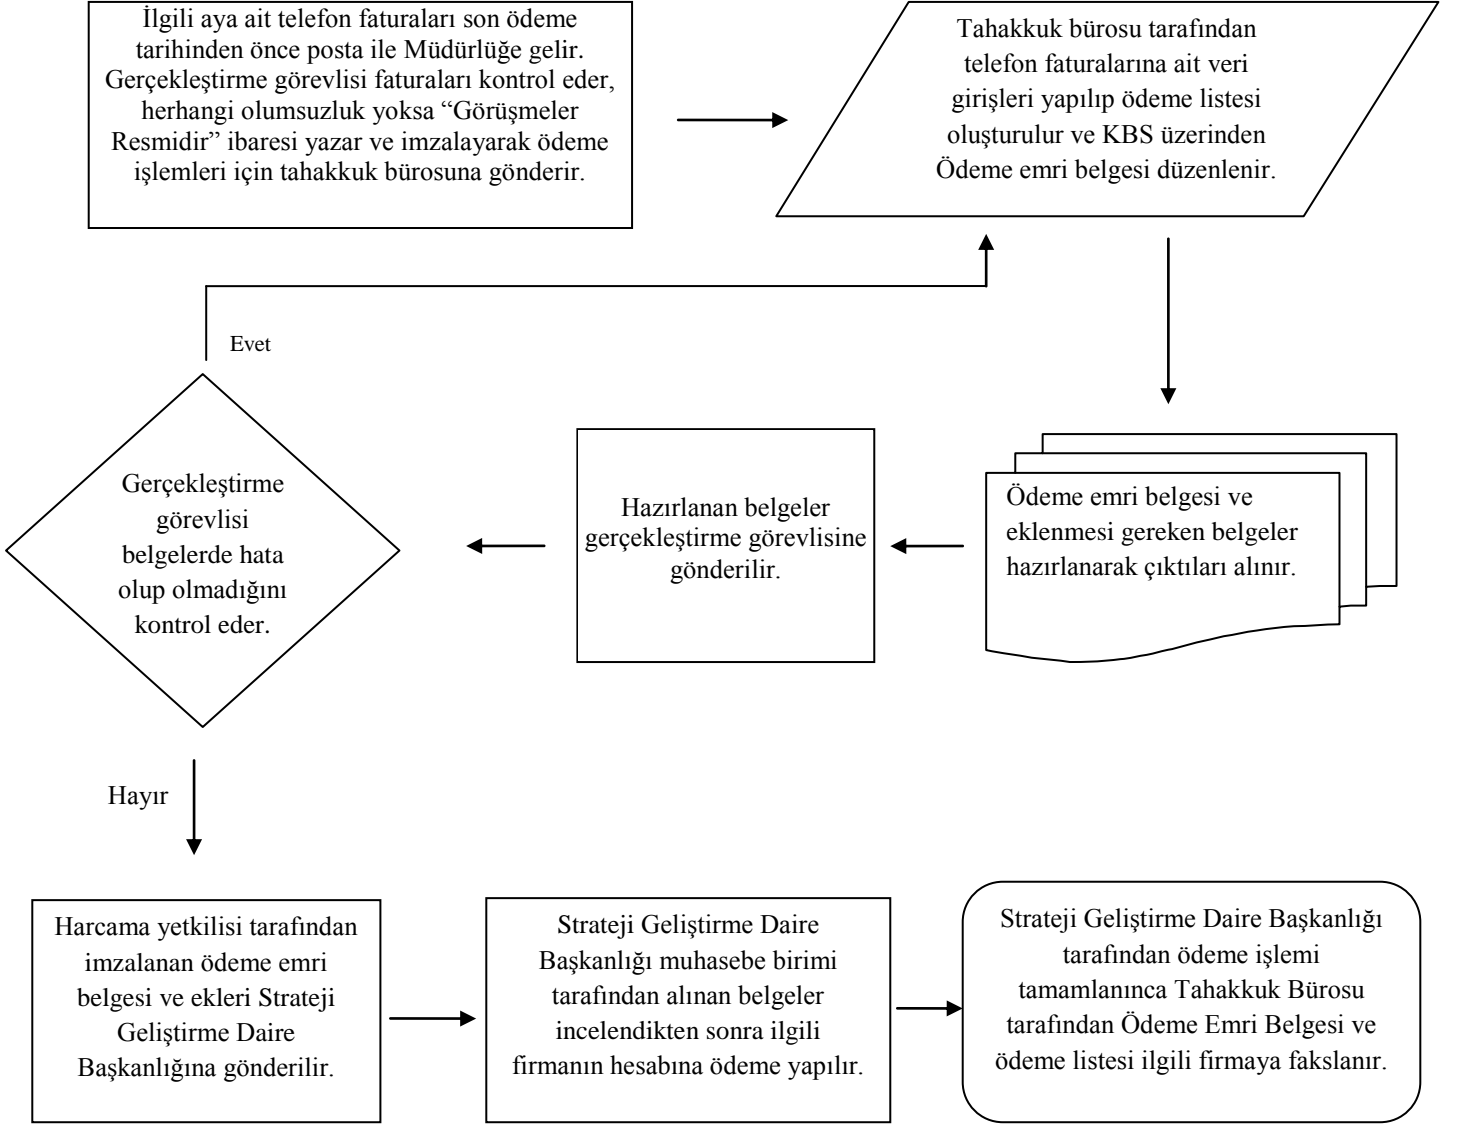 İlgili aya ait telefon faturaları son ödeme
tarihinden önce posta ile Müdürlüğe gelir.
Gerçekleştirme görevlisi faturaları kontrol eder,
herhangi olumsuzluk yoksa “Görüşmeler
Resmidir” ibaresi yazar ve imzalayarak ödeme
işlemleri için tahakkuk bürosuna gönderir.
Tahakkuk bürosu tarafından
telefon faturalarına ait veri
girişleri yapılıp ödeme listesi
oluşturulur ve KBS üzerinden
Ödeme emri belgesi düzenlenir.
Evet
Ödeme emri belgesi ve
eklenmesi gereken belgeler
hazırlanarak çıktıları alınır.
Hazırlanan belgeler
gerçekleştirme görevlisine
gönderilir.
Gerçekleştirme
görevlisi
belgelerde hata
olup olmadığını
kontrol eder.
Hayır
Harcama yetkilisi tarafından
imzalanan ödeme emri
belgesi ve ekleri Strateji
Geliştirme Daire
Başkanlığına gönderilir.
Strateji Geliştirme Daire
Başkanlığı muhasebe birimi
tarafından alınan belgeler
incelendikten sonra ilgili
firmanın hesabına ödeme yapılır.
Strateji Geliştirme Daire Başkanlığı
tarafından ödeme işlemi
tamamlanınca Tahakkuk Bürosu
tarafından Ödeme Emri Belgesi ve
ödeme listesi ilgili firmaya fakslanır.